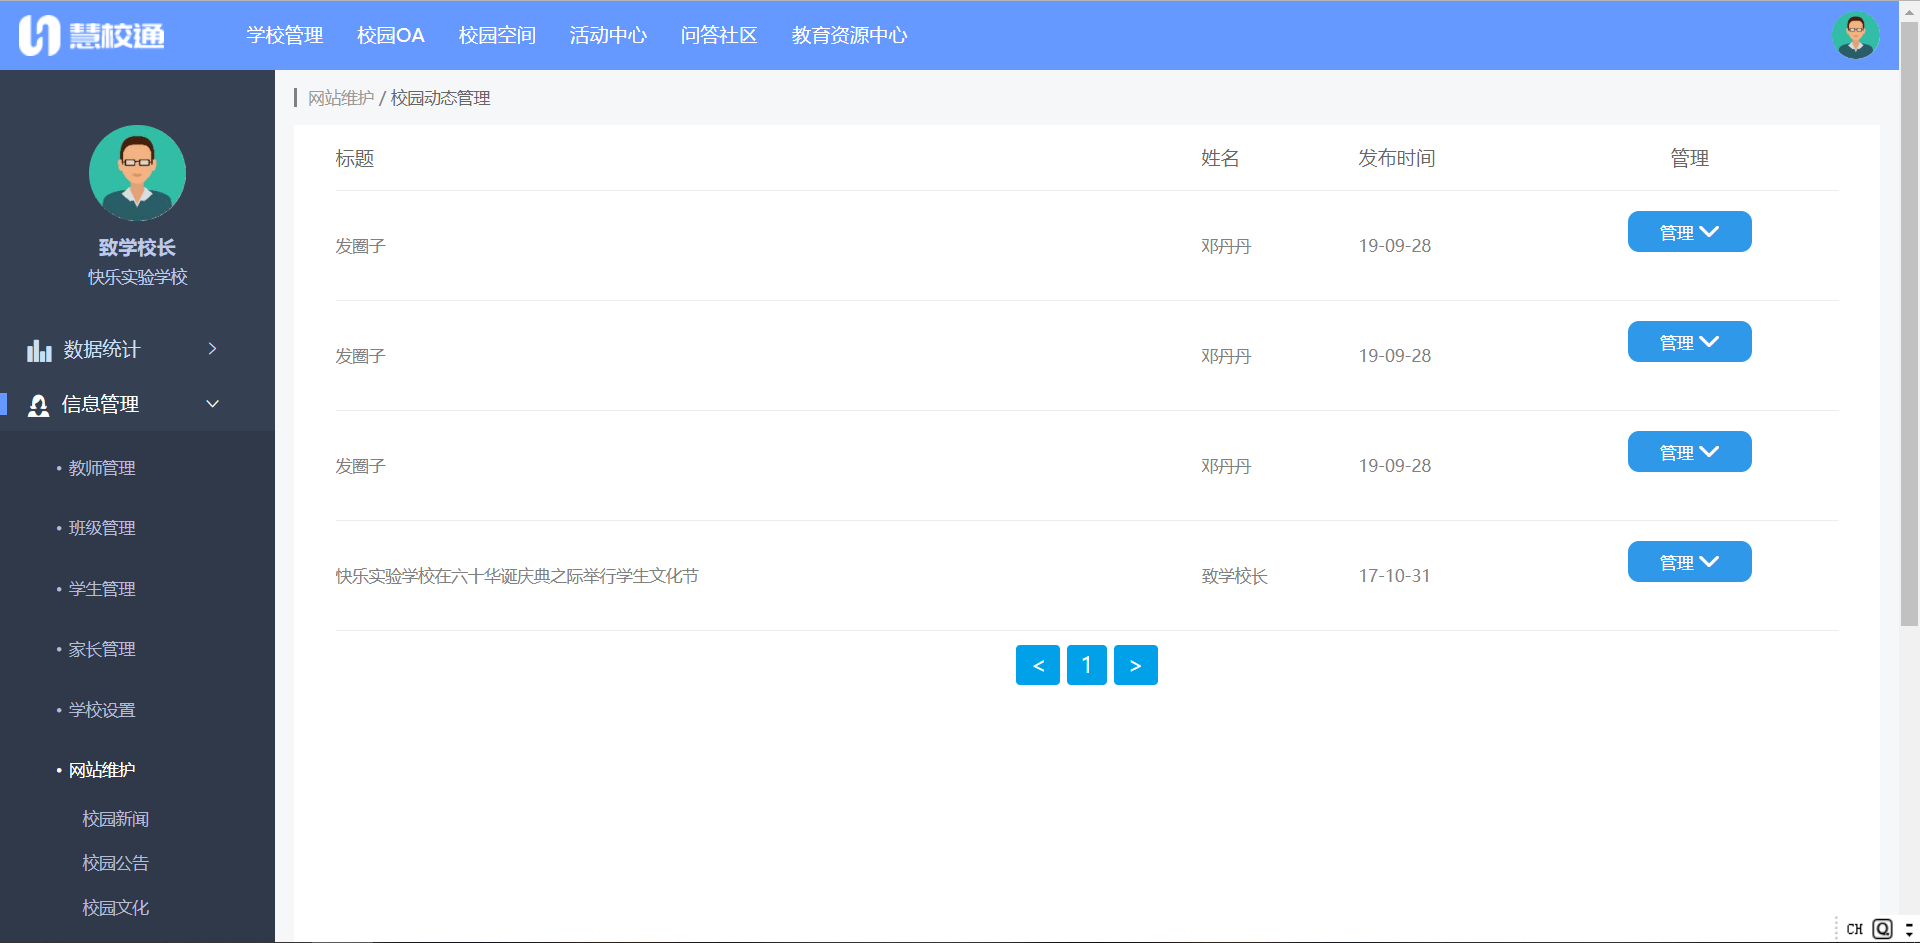 慧校通 学校管理 校园OA 校园空间 活动中心 问答社区 教育资源中心
网站维护 / 校园动态管理
致学校长
快乐实验学校
数据统计
信息管理
• 教师管理
• 班级管理
• 学生管理
• 家长管理
• 学校设置
• 网站维护
校园新闻
校园公告
校园文化
标题 姓名 发布时间 管理
发圈子 邓丹丹 19-09-28 管理
发圈子 邓丹丹 19-09-28 管理
发圈子 邓丹丹 19-09-28 管理
快乐实验学校在六十华诞庆典之际举行学生文化节 致学校长 17-10-31 管理
< 1 >
CH